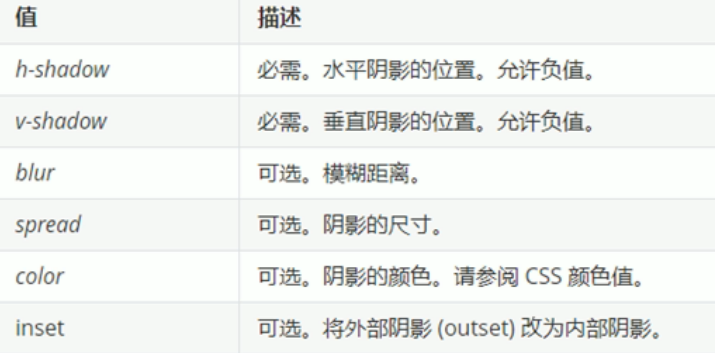 值 描述
h-shadow 必需。水平阴影的位置。允许负值。
v-shadow 必需。垂直阴影的位置。允许负值。
blur 可选。模糊距离。
spread 可选。阴影的尺寸。
color 可选。阴影的颜色。请参阅 CSS 颜色值。
inset 可选。将外部阴影 (outset) 改为内部阴影。